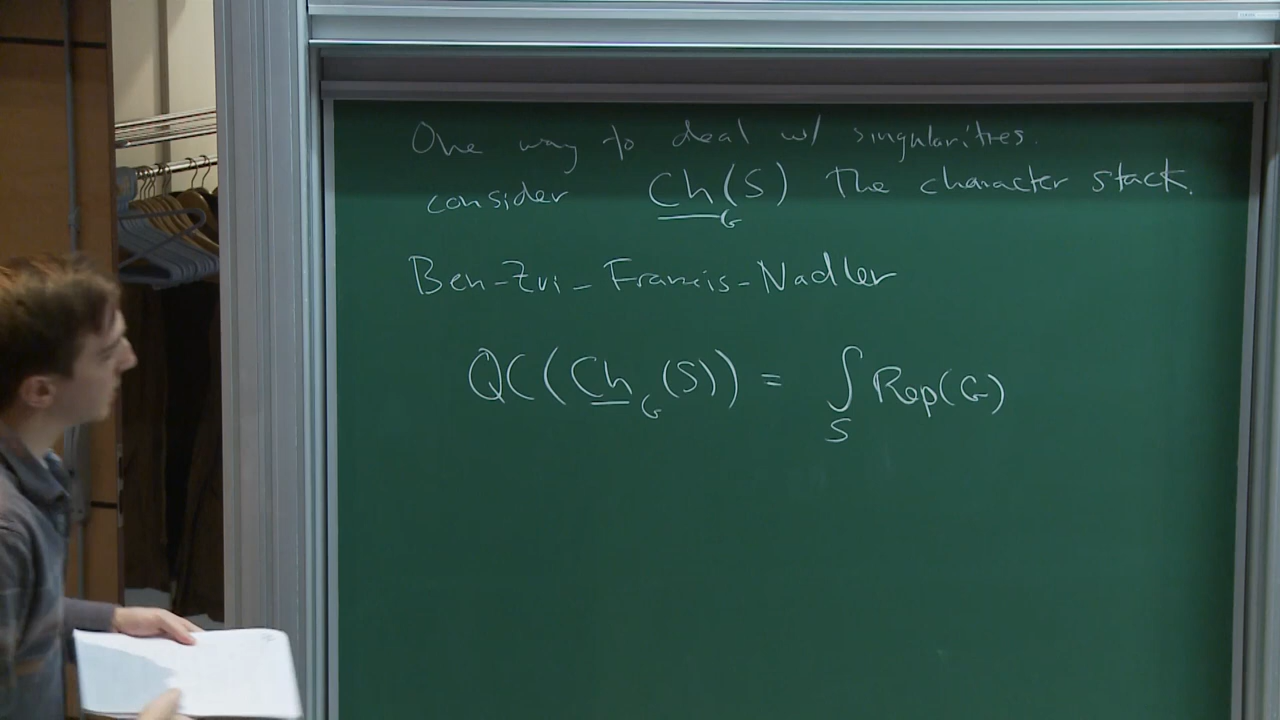 One way to deal w/ singularities.
consider Ch_G(S) the character stack.
Ben-Zvi-Francis-Nadler
QC(Ch_G(S)) = ∫_S Rep(G)